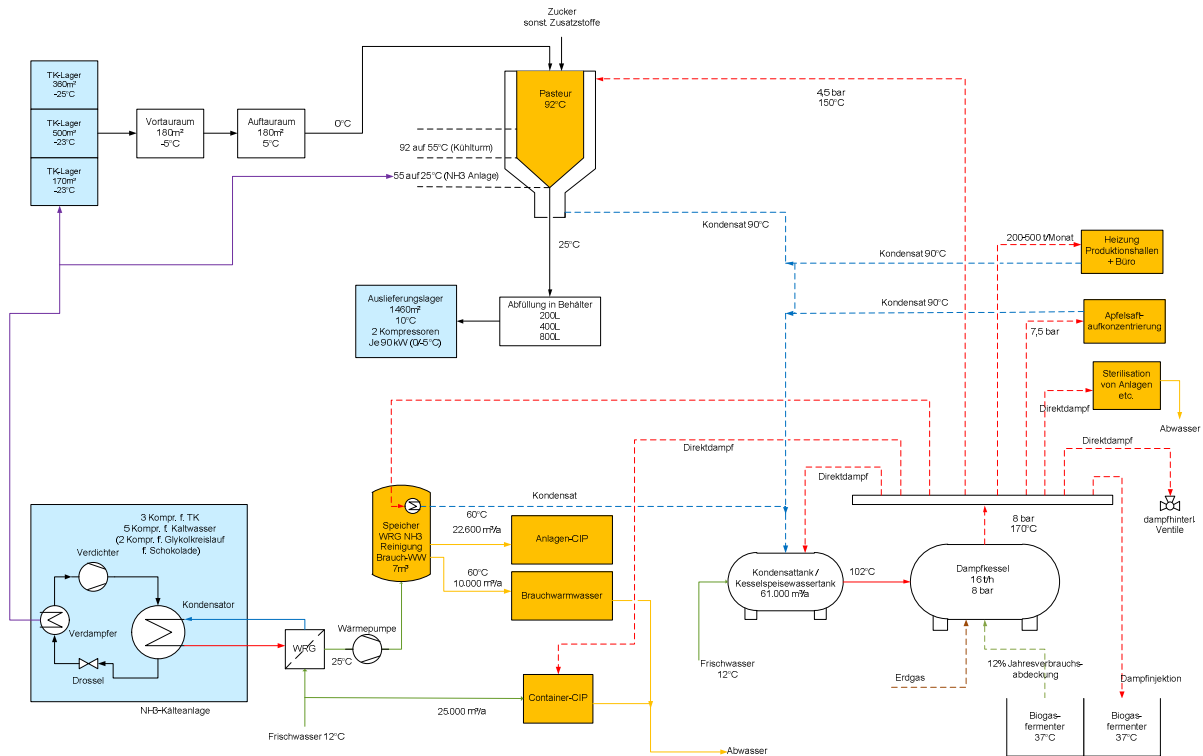 Zucker
sonst. Zusatzstoffe
TK-Lager
360m²
-25°C
TK-Lager
500m²
-23°C
TK-Lager
170m²
-23°C
Vortauraum
180m²
-5°C
Auftauraum
180m²
5°C
0°C
Pasteur
92°C
4,5 bar
150°C
92 auf 55°C (Kühlturm)
55 auf 25°C (NH3 Anlage)
Kondensat 90°C
25°C
200-500 t/Monat
Heizung
Produktionshallen
+ Büro
Kondensat 90°C
Auslieferungslager
1460m²
10°C
2 Kompressoren
Je 90 kW (0/-5°C)
Abfüllung in Behälter
200L
400L
800L
Kondensat 90°C
7,5 bar
Apfelsaft-
aufkonzentrierung
Sterilisation
von Anlagen
etc.
Direktdampf
Abwasser
Direktdampf
Direktdampf
Direktdampf
dampfhinterl.
Ventile
3 Kompr. f. TK
5 Kompr. f. Kaltwasser
(2 Kompr. f. Glykolkreislauf
f. Schokolade)
Verdichter
Kondensator
Verdampfer
Drossel
NH3-Kälteanlage
WRG
25°C
Wärmepumpe
Frischwasser 12°C
Speicher
WRG NH3
Reinigung
Brauch-WW
7m³
Kondensat
60°C
22.600 m³/a
Anlagen-CIP
60°C
10.000 m³/a
Brauchwarmwasser
25.000 m³/a
Container-CIP
Abwasser
Kondensattank /
Kesselspeisewassertank
61.000 m³/a
Frischwasser
12°C
102°C
8 bar
170°C
Dampfkessel
16 t/h
8 bar
Erdgas
12% Jahresverbrauchs-
abdeckung
Dampfinjektion
Biogas-
fermenter
37°C
Biogas-
fermenter
37°C